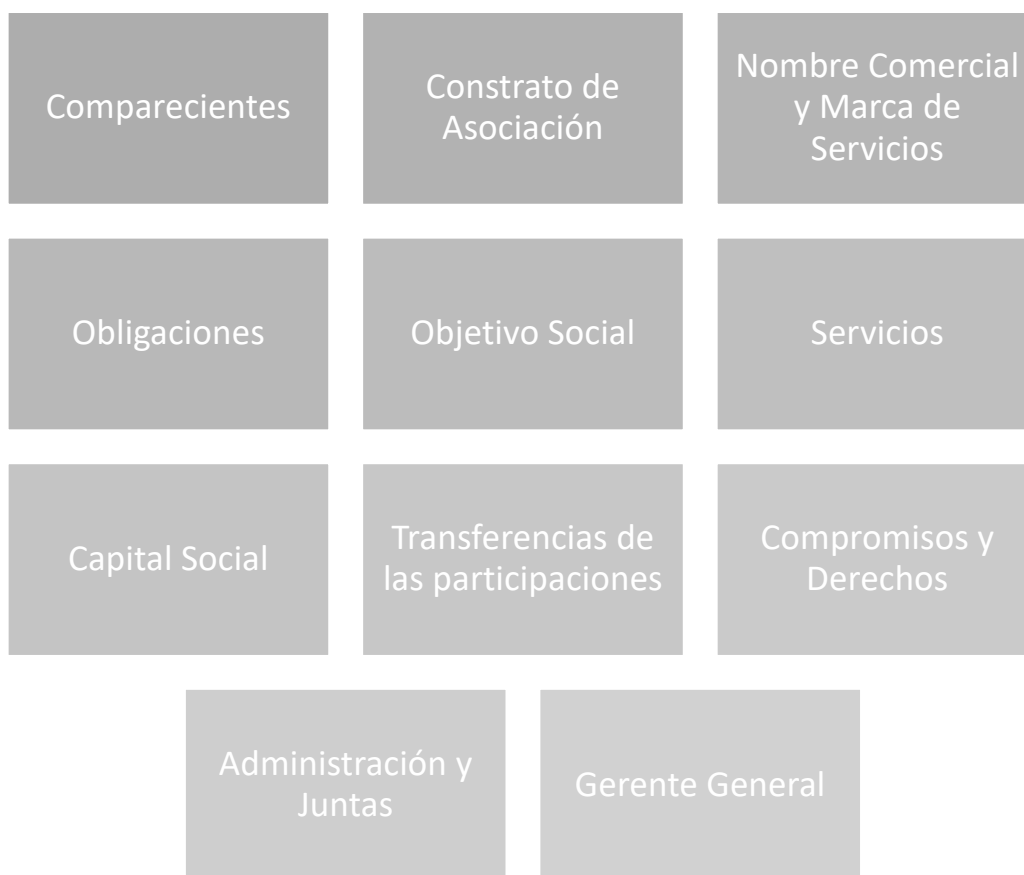 Comparecientes
Constrato de
Asociación
Nombre Comercial
y Marca de
Servicios
Obligaciones
Objetivo Social
Servicios
Capital Social
Transferencias de
las participaciones
Compromisos y
Derechos
Administración y
Juntas
Gerente General